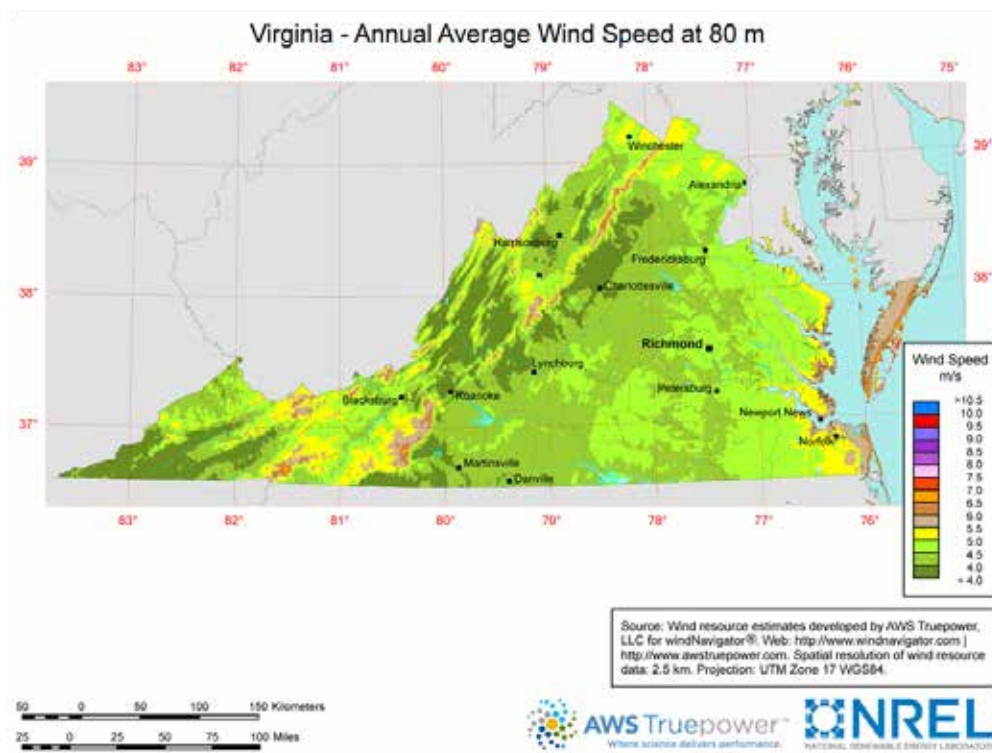 Virginia - Annual Average Wind Speed at 80 m
83° 82° 81° 80° 79° 78° 77° 76° 75°
39° 39°
38° 38°
37° 37°
Winchester
Alexandria
Harrisonburg
Fredericksburg
Charlottesville
Richmond
Lynchburg
Petersburg
Roanoke
Blacksburg
Newport News
Norfolk
Martinsville
Danville
83° 82° 81° 80° 79° 78° 77° 76°
Wind Speed
m/s
>10.5
10.0
9.5
9.0
8.5
8.0
7.5
7.0
6.5
6.0
5.5
5.0
4.5
4.0
< 4.0
Source: Wind resource estimates developed by AWS Truepower,
LLC for windNavigator®. Web: http://www.windnavigator.com |
http://www.awstruepower.com. Spatial resolution of wind resource
data: 2.5 km. Projection: UTM Zone 17 WGS84.
50 0 50 100 150 Kilometers
25 0 25 50 75 100 Miles
AWS Truepower™
Where science delivers performance.
NREL
NATIONAL RENEWABLE ENERGY LABORATORY